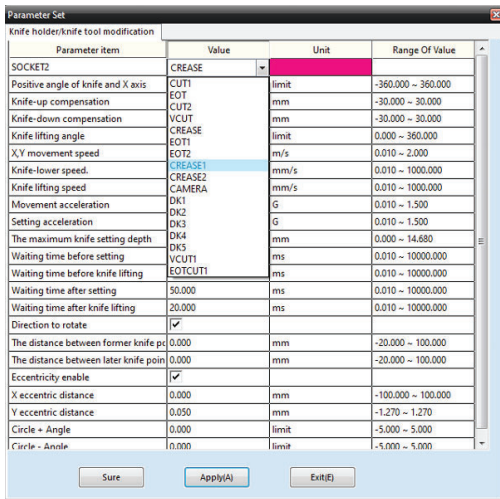 Parameter Set
Knife holder/knife tool modification
Parameter item Value Unit Range Of Value
SOCKET2 CREASE
Positive angle of knife and X axis limit -360.000 ~ 360.000
Knife-up compensation mm -30.000 ~ 30.000
Knife-down compensation mm -30.000 ~ 30.000
Knife lifting angle limit 0.000 ~ 360.000
X,Y movement speed m/s 0.010 ~ 2.000
Knife-lower speed. mm/s 0.010 ~ 1000.000
Knife lifting speed mm/s 0.010 ~ 1000.000
Movement acceleration G 0.010 ~ 1.500
Setting acceleration G 0.010 ~ 1.500
The maximum knife setting depth mm 0.000 ~ 14.680
Waiting time before setting ms 0.010 ~ 10000.000
Waiting time before knife lifting ms 0.010 ~ 10000.000
CUT1
EOT
CUT2
VCUT
CREASE
EOT1
EOT2
CREASE1
CREASE2
CAMERA
DK1
DK2
DK3
DK4
DK5
VCUT1
EOTCUT1
Waiting time after setting 50.000 ms 0.010 ~ 10000.000
Waiting time after knife lifting 20.000 ms 0.010 ~ 10000.000
Direction to rotate
The distance between former knife pc 0.000 mm -20.000 ~ 100.000
The distance between later knife poin 0.000 mm -20.000 ~ 100.000
Eccentricity enable
X eccentric distance 0.000 mm -100.000 ~ 100.000
Y eccentric distance 0.050 mm -1.270 ~ 1.270
Circle + Angle 0.000 limit -5.000 ~ 5.000
Circle - Angle 0.000 limit -5.000 ~ 5.000
Sure Apply(A) Exit(E)